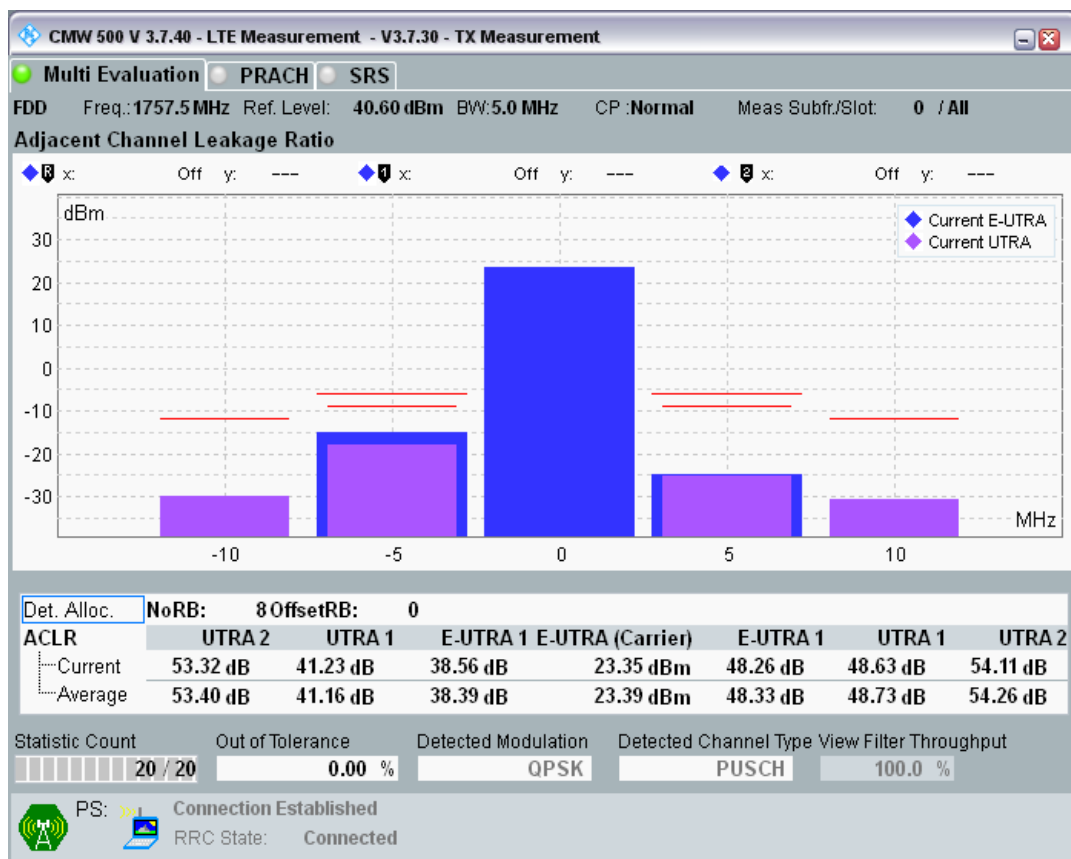 CMW 500 V 3.7.40 - LTE Measurement - V3.7.30 - TX Measurement
Multi Evaluation PRACH SRS
FDD Freq.: 1757.5 MHz Ref. Level: 40.60 dBm BW: 5.0 MHz CP : Normal Meas Subfr./Slot: 0 / All
Adjacent Channel Leakage Ratio
R x: Off y: --- 1 x: Off y: --- 2 x: Off y: ---
dBm
Current E-UTRA
Current UTRA
30
20
10
0
-10
-20
-30
MHz
-10 -5 0 5 10
Det. Alloc. NoRB: 8 OffsetRB: 0
ACLR UTRA 2 UTRA 1 E-UTRA 1 E-UTRA (Carrier) E-UTRA 1 UTRA 1 UTRA 2
Current 53.32 dB 41.23 dB 38.56 dB 23.35 dBm 48.26 dB 48.63 dB 54.11 dB
Average 53.40 dB 41.16 dB 38.39 dB 23.39 dBm 48.33 dB 48.73 dB 54.26 dB
Statistic Count Out of Tolerance Detected Modulation Detected Channel Type View Filter Throughput
20 / 20 0.00 % QPSK PUSCH 100.0 %
PS: Connection Established
RRC State: Connected